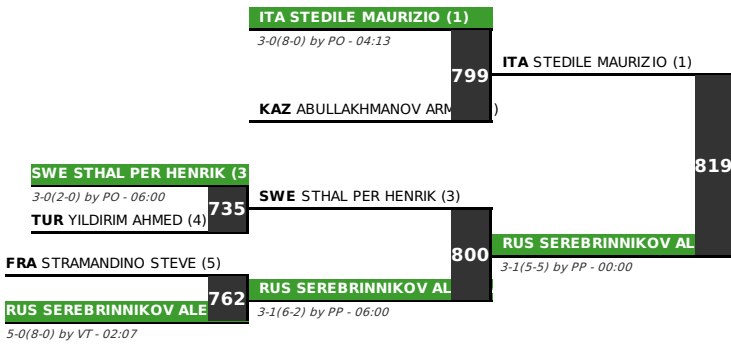 ITA STEDILE MAURIZIO (1)
3-0(8-0) by PO - 04:13
799
ITA STEDILE MAURIZIO (1)
KAZ ABULLAKHMANOV ARM )
819
SWE STHAL PER HENRIK (3
3-0(2-0) by PO - 06:00
735
SWE STHAL PER HENRIK (3)
TUR YILDIRIM AHMED (4)
RUS SEREBRINNIKOV AL
800
3-1(5-5) by PP - 00:00
FRA STRAMANDINO STEVE (5)
762
RUS SEREBRINNIKOV AL
RUS SEREBRINNIKOV ALE
3-1(6-2) by PP - 06:00
5-0(8-0) by VT - 02:07